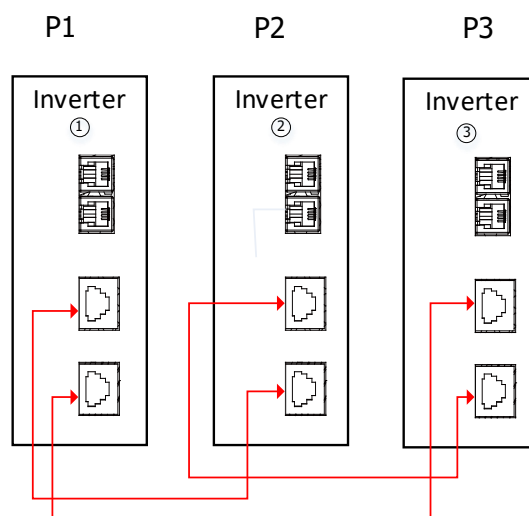 P1 P2 P3
Inverter Inverter Inverter
① ② ③